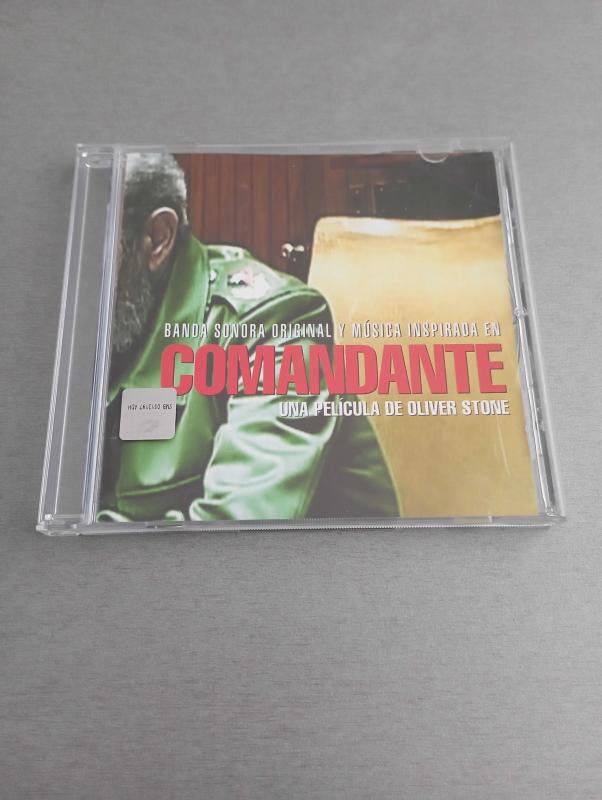 BANDA SONORA ORIGINAL Y MÚSICA INSPIRADA EN
COMANDANTE
UNA PELÍCULA DE OLIVER STONE